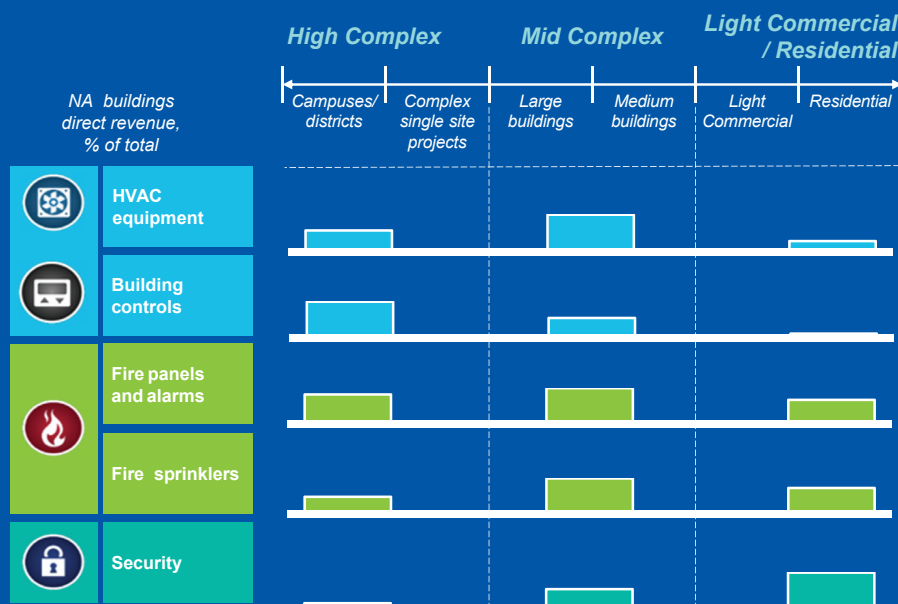 High Complex
Mid Complex
Light Commercial
/ Residential
NA buildings
direct revenue,
% of total
Campuses/
districts
Complex
single site
projects
Large
buildings
Medium
buildings
Light
Commercial
Residential
HVAC
equipment
Building
controls
Fire panels
and alarms
Fire sprinklers
Security